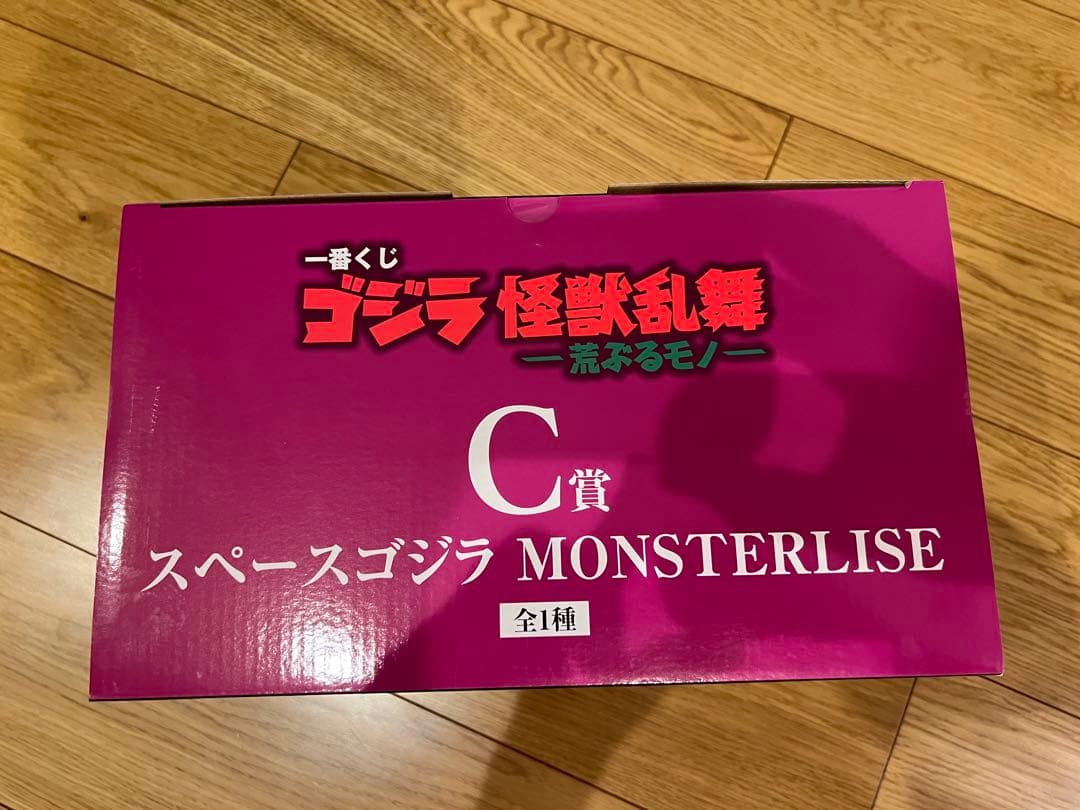 一番くじ
ゴジラ 怪獣乱舞
―荒ぶるモノ―
C賞
スペースゴジラ MONSTERLISE
全1種